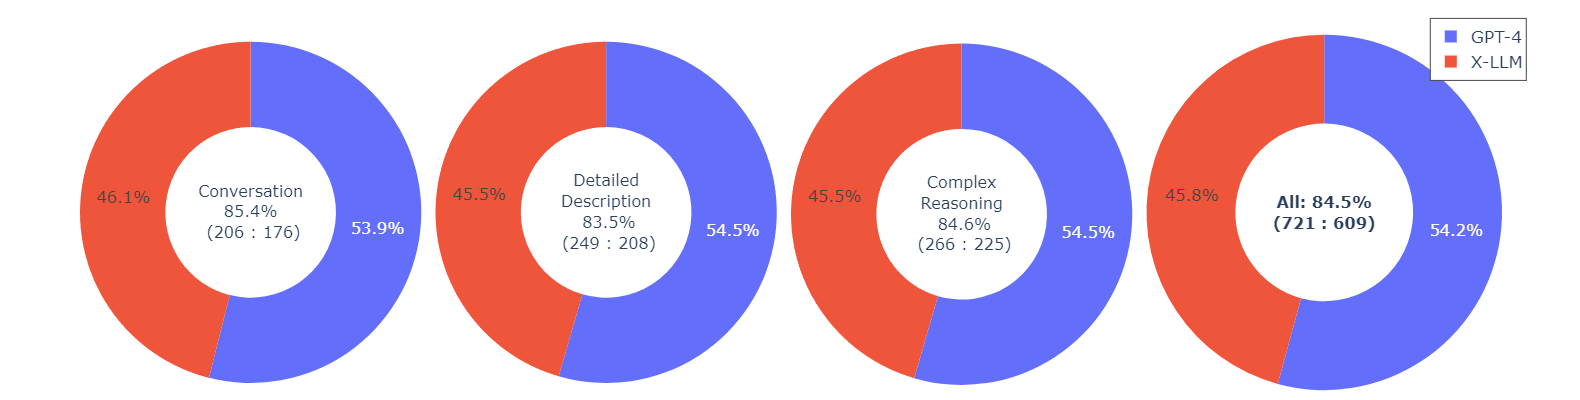 GPT-4
X-LLM
46.1%
Conversation
85.4%
(206 : 176)
53.9%
45.5%
Detailed
Description
83.5%
(249 : 208)
54.5%
45.5%
Complex
Reasoning
84.6%
(266 : 225)
54.5%
45.8%
All: 84.5%
(721 : 609)
54.2%